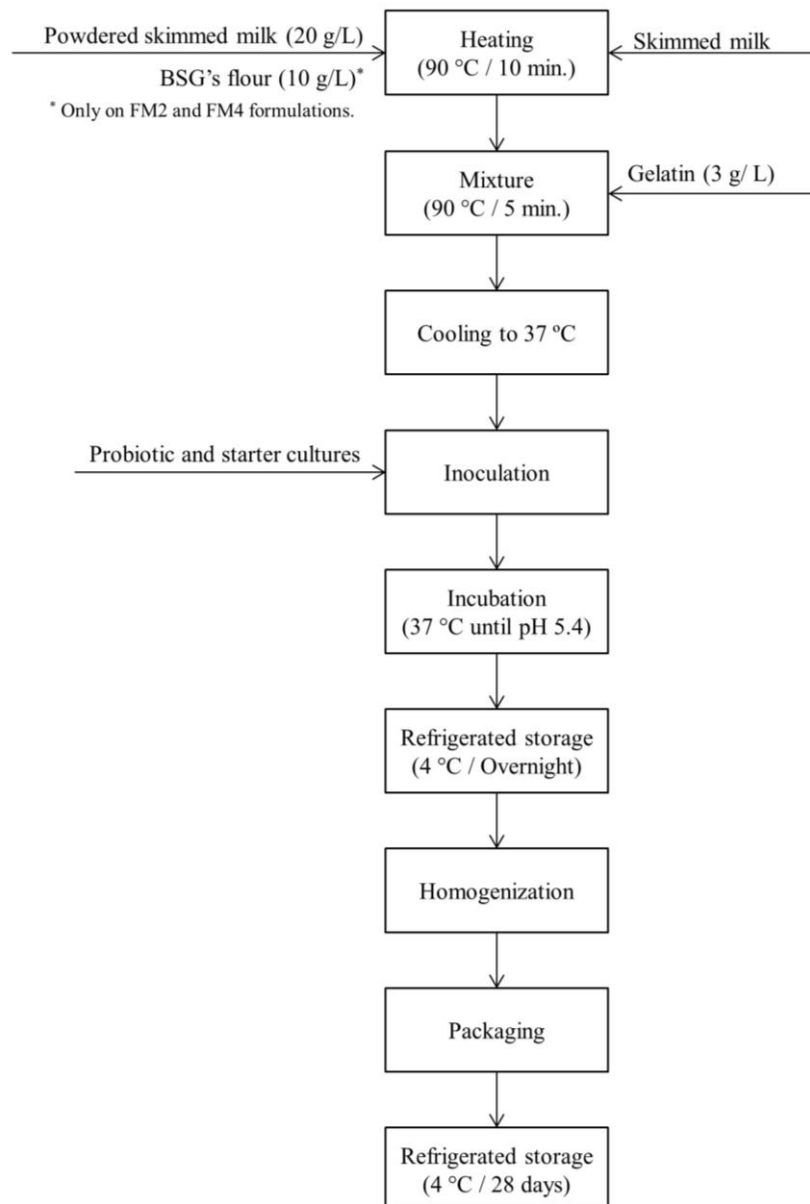 Powdered skimmed milk (20 g/L)
BSG's flour (10 g/L)*
* Only on FM2 and FM4 formulations.
Heating
(90 °C / 10 min.)
Skimmed milk
Mixture
(90 °C / 5 min.)
Gelatin (3 g/ L)
Cooling to 37 ºC
Probiotic and starter cultures
Inoculation
Incubation
(37 °C until pH 5.4)
Refrigerated storage
(4 °C / Overnight)
Homogenization
Packaging
Refrigerated storage
(4 °C / 28 days)